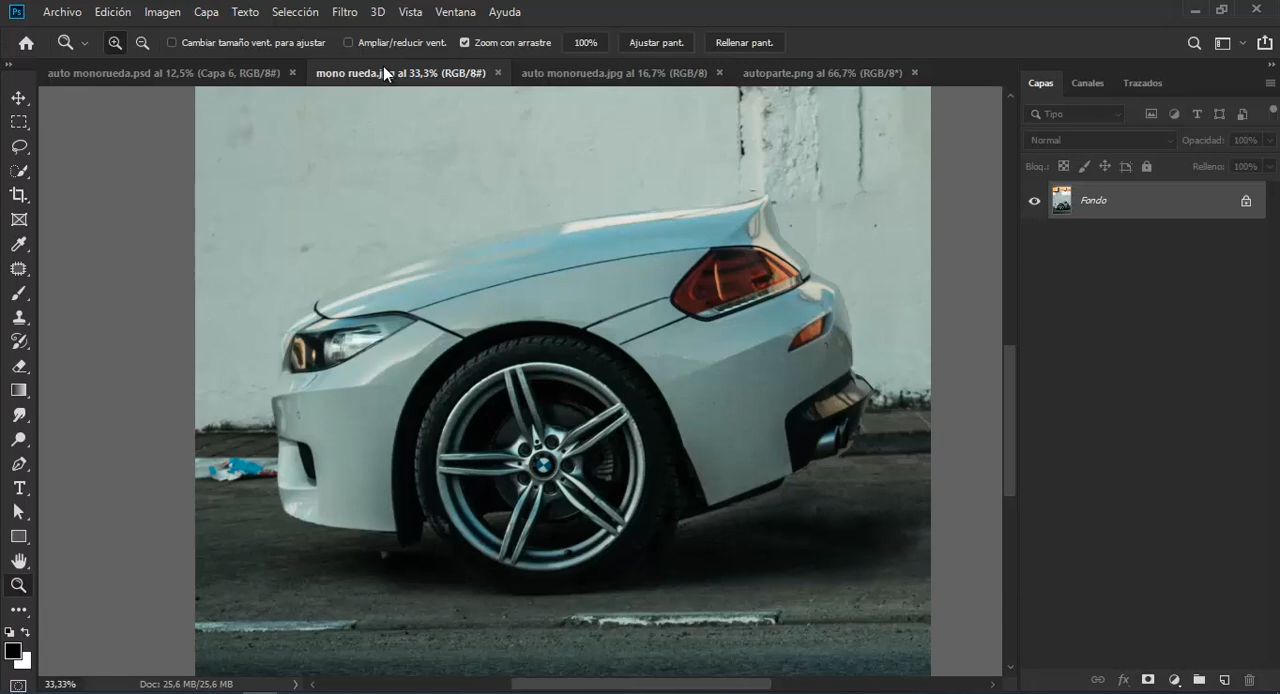 Ps Archivo Edición Imagen Capa Texto Selección Filtro 3D Vista Ventana Ayuda
Cambiar tamaño vent. para ajustar Ampliar/reducir vent. Zoom con arrastre 100% Ajustar pant. Rellenar pant.
auto monorueda.psd al 12,5% (Capa 6, RGB/8#) × mono rueda.jpg al 33,3% (RGB/8#) × auto monorueda.jpg al 16,7% (RGB/8) × autoparte.png al 66,7% (RGB/8*) ×
Capas Canales Trazados
Tipo
Normal Opacidad: 100%
Bloq.: Relleno: 100%
Fondo
33,33% Doc: 25,6 MB/25,6 MB